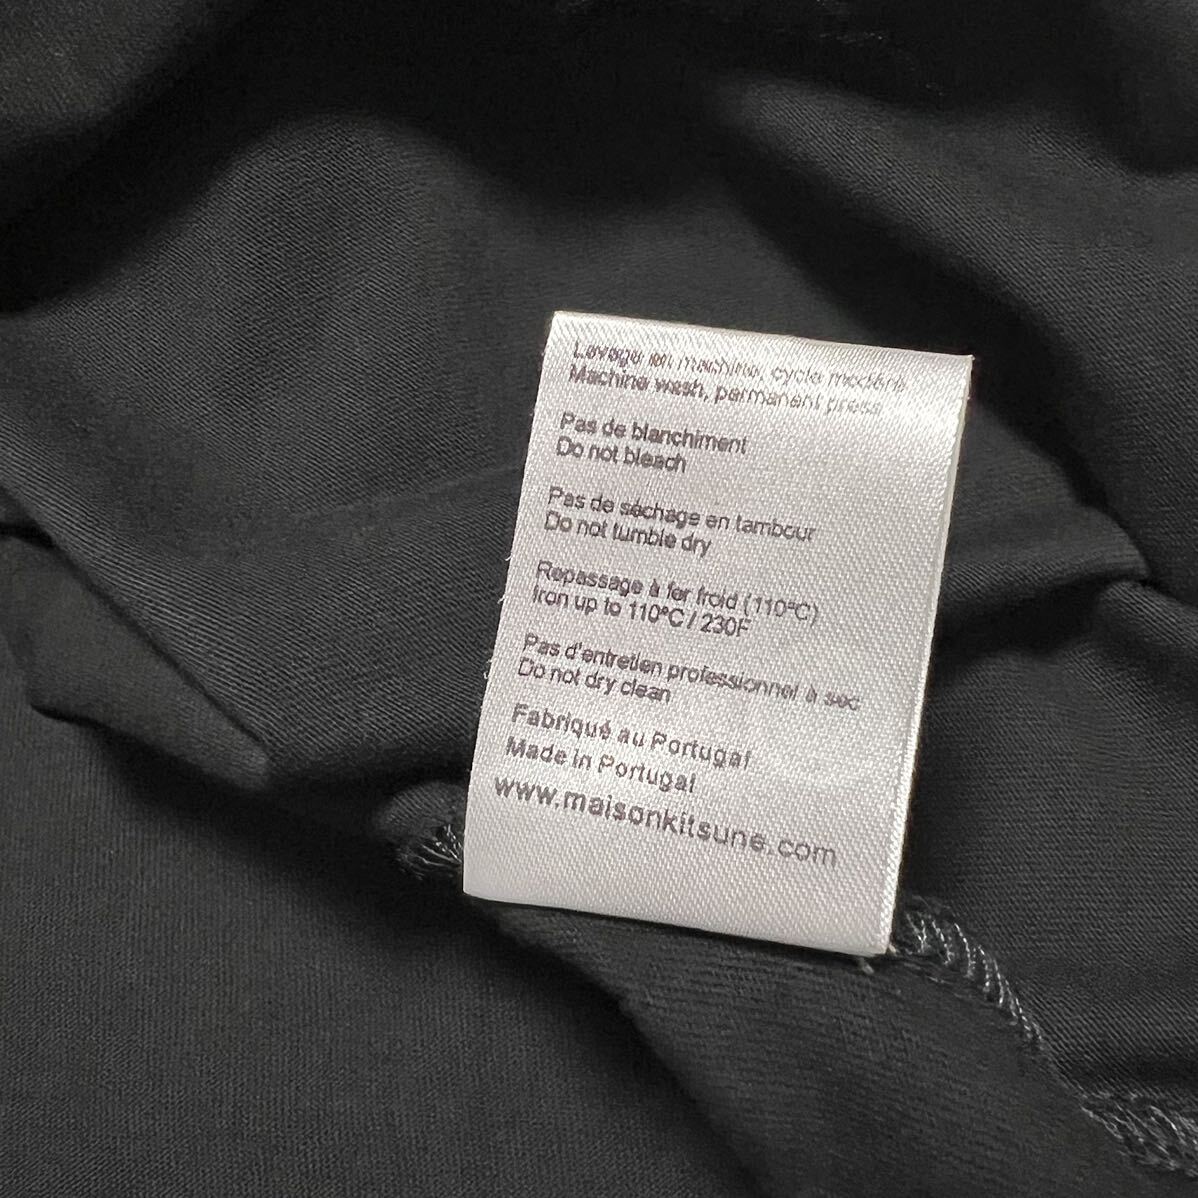 Lavage en machine, cycle modéré
Machine wash, permanent press
Pas de blanchiment
Do not bleach
Pas de séchage en tambour
Do not tumble dry
Repassage à fer froid (110ºC)
Iron up to 110ºC / 230F
Pas d'entretien professionnel à sec
Do not dry clean
Fabriqué au Portugal
Made in Portugal
www.maisonkitsune.com